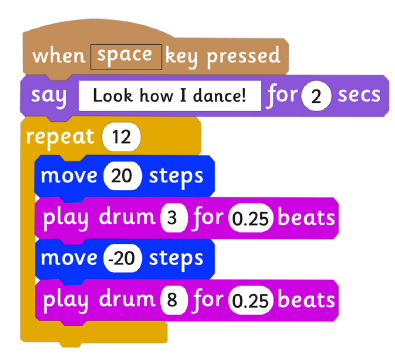 when space key pressed
say Look how I dance! for 2 secs
repeat 12
move 20 steps
play drum 3 for 0.25 beats
move -20 steps
play drum 8 for 0.25 beats